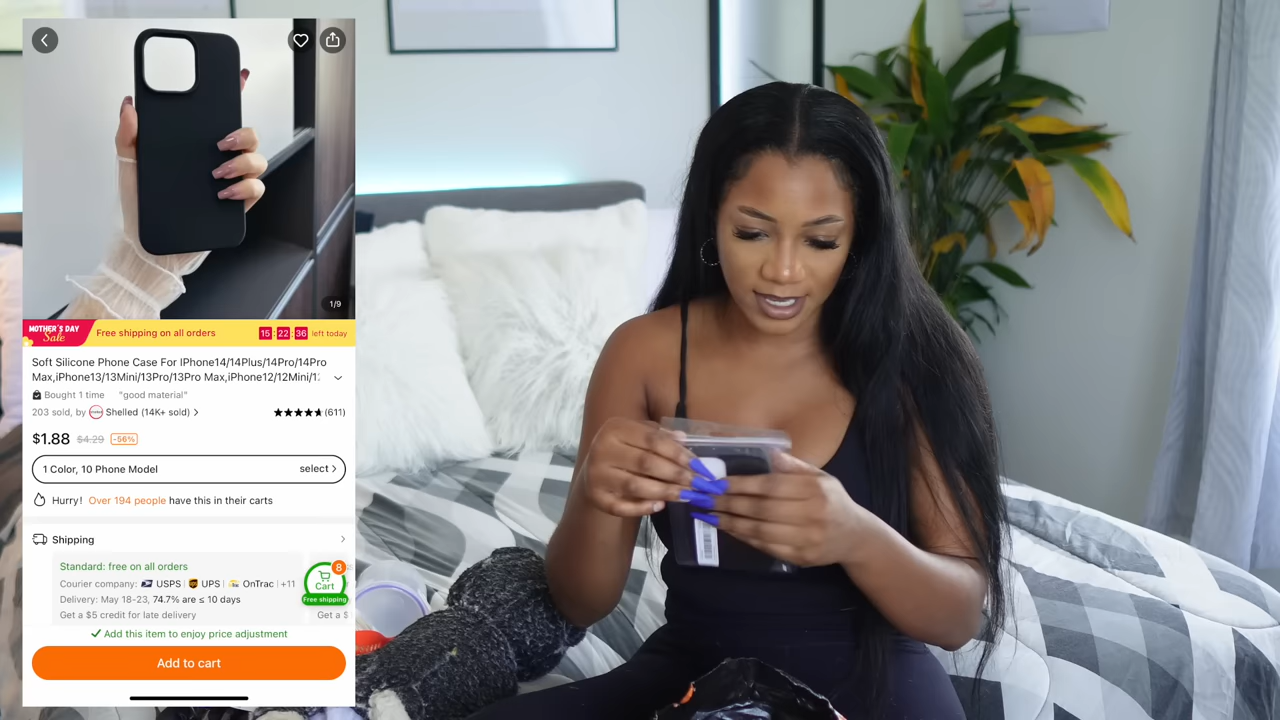 1/9
MOTHER'S DAY
Sale
Free shipping on all orders
15:22:36 left today
Soft Silicone Phone Case For IPhone14/14Plus/14Pro/14Pro
Max,iPhone13/13Mini/13Pro/13Pro Max,iPhone12/12Mini/1
Bought 1 time "good material"
203 sold, by Shelled (14K+ sold) (611)
$1.88 $4.29 -56%
1 Color, 10 Phone Model select
Hurry! Over 194 people have this in their carts
Shipping
Standard: free on all orders
Courier company: USPS | UPS | OnTrac | +11
Delivery: May 18-23, 74.7% are ≤ 10 days
Get a $5 credit for late delivery
Get a $
8
Cart
Free shipping
Add this item to enjoy price adjustment
Add to cart